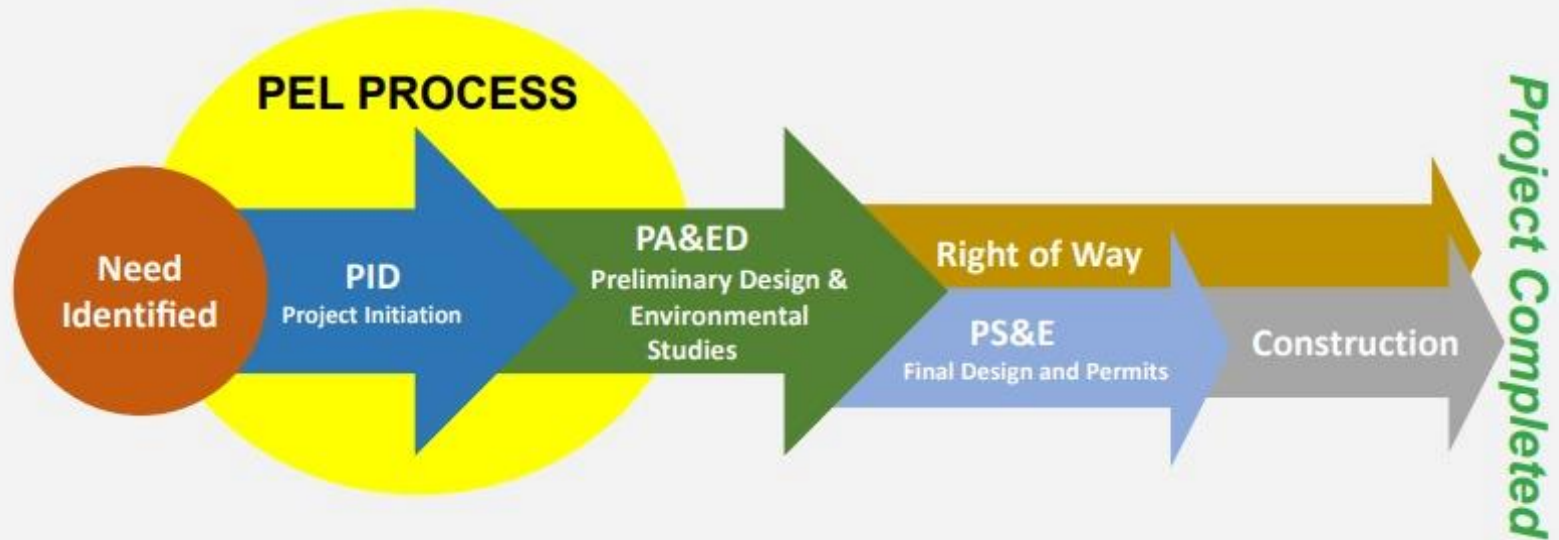 PEL PROCESS
Need
Identified
PID
Project Initiation
PA&ED
Preliminary Design &
Environmental
Studies
Right of Way
PS&E
Final Design and Permits
Construction
Project Completed